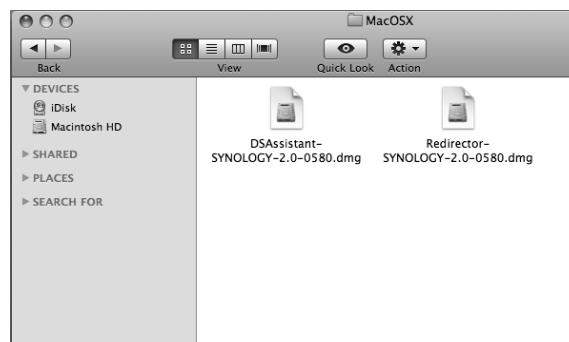 MacOSX
Back
View
Quick Look
Action
DEVICES
iDisk
Macintosh HD
SHARED
PLACES
SEARCH FOR
DSAssistant-
SYNOLOGY-2.0-0580.dmg
Redirector-
SYNOLOGY-2.0-0580.dmg